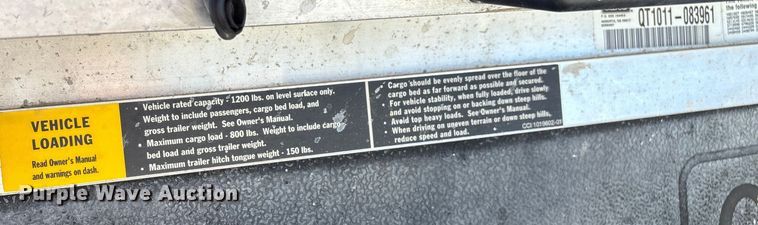 QT1011-083961
VEHICLE
LOADING
Read Owner's Manual
and warnings on dash.
• Vehicle rated capacity - 1200 lbs. on level surface only.
Weight to include passengers, cargo bed load, and
gross trailer weight. See Owner's Manual.
• Maximum cargo load - 800 lbs. Weight to include cargo
bed load and gross trailer weight.
• Maximum trailer hitch tongue weight - 150 lbs.
• Cargo should be evenly spread over the floor of the
cargo bed as far forward as possible and secured.
• For vehicle stability, when fully loaded, drive slowly
and avoid stopping on or backing down steep hills.
• Avoid top heavy loads. See Owner's Manual.
• When driving on uneven terrain or down steep hills,
reduce speed and load.
CCI 1019602-01
Purple Wave Auction